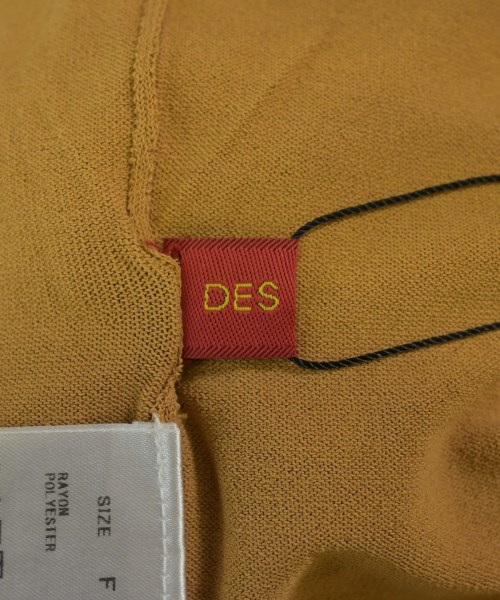 DES
SIZE F
RAYON
POLYESTER